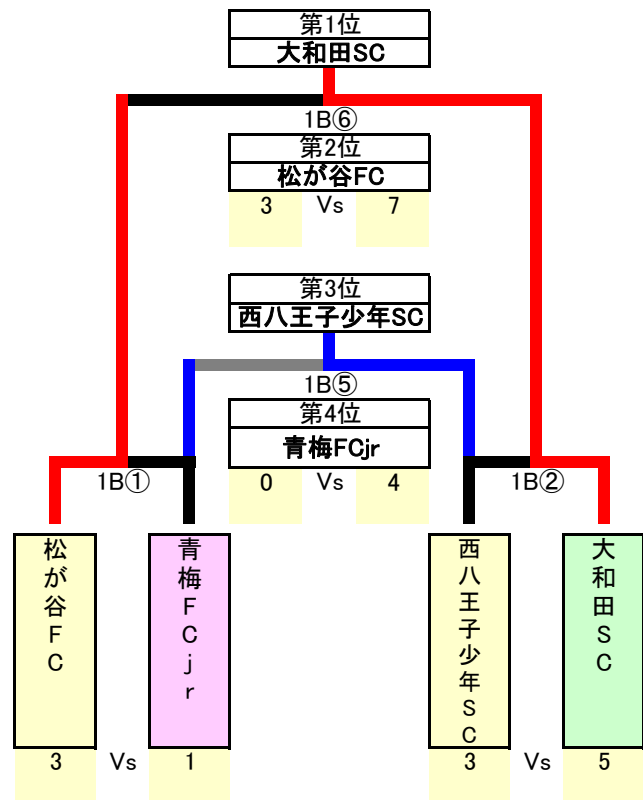 第1位
大和田SC
1B⑥
第2位
松が谷FC
3 Vs 7
第3位
西八王子少年SC
1B⑤
第4位
青梅FCjr
0 Vs 4
1B① 1B②
松が谷FC
青梅FCjr
西八王子少年SC
大和田SC
3 Vs 1 3 Vs 5